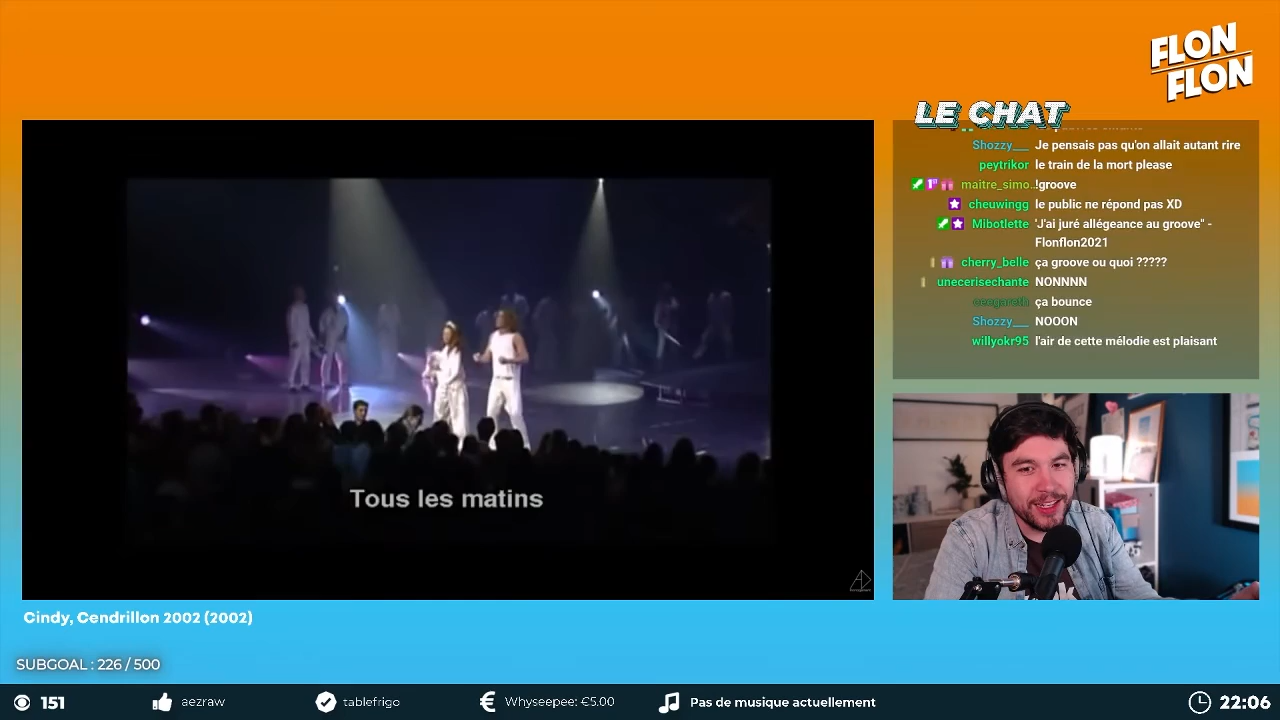 FLON
FLON
LE CHAT
Shozzy__ Je pensais pas qu'on allait autant rire
peytrikor le train de la mort please
maitre_simo.. !groove
cheuwingg le public ne répond pas XD
Mibotlette "J'ai juré allégeance au groove" -
Flonflon2021
cherry_belle ça groove ou quoi ?????
unecerisechante NONNNN
ça bounce
Shozzy__ NOOON
willyokr95 l'air de cette mélodie est plaisant
Tous les matins
Cindy, Cendrillon 2002 (2002)
SUBGOAL : 226 / 500
151 aezraw tablefrigo € Whyseepee: €5.00 Pas de musique actuellement 22:06